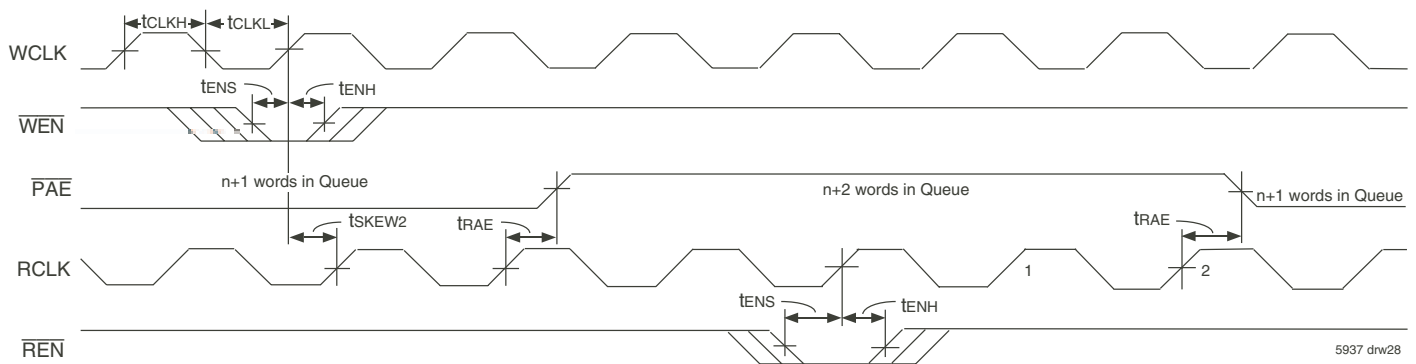 tCLKH tCLKL
WCLK
tENS tENH
WEN
n+1 words in Queue n+2 words in Queue n+1 words in Queue
PAE
tSKEW2 tRAE tRAE
RCLK 1 2
tENS tENH
REN
5937 drw28